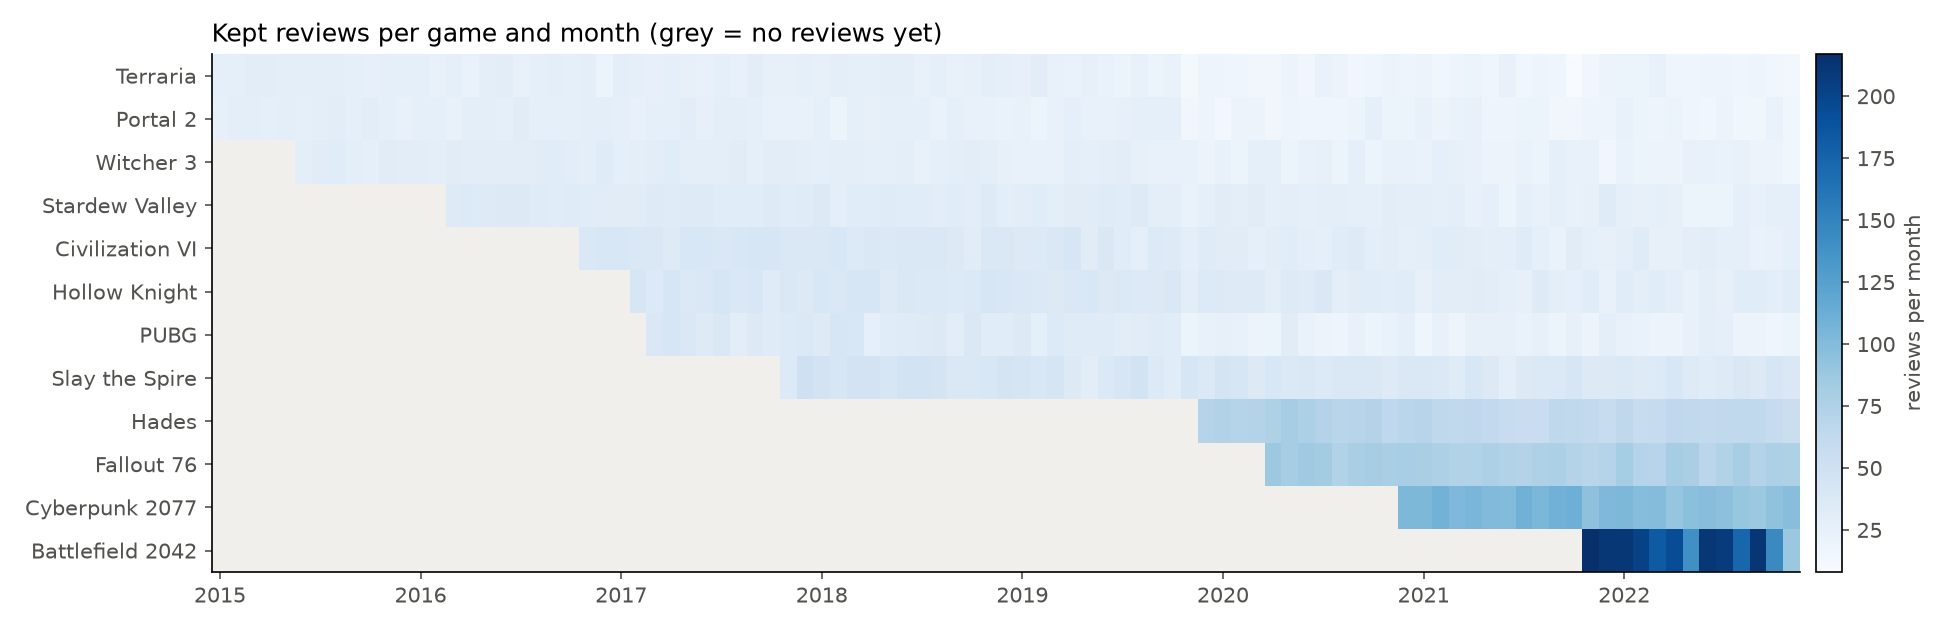 Kept reviews per game and month (grey = no reviews yet)
Terraria
Portal 2
Witcher 3
Stardew Valley
Civilization VI
Hollow Knight
PUBG
Slay the Spire
Hades
Fallout 76
Cyberpunk 2077
Battlefield 2042
2015 2016 2017 2018 2019 2020 2021 2022
200
175
150
125
100
75
50
25
reviews per month